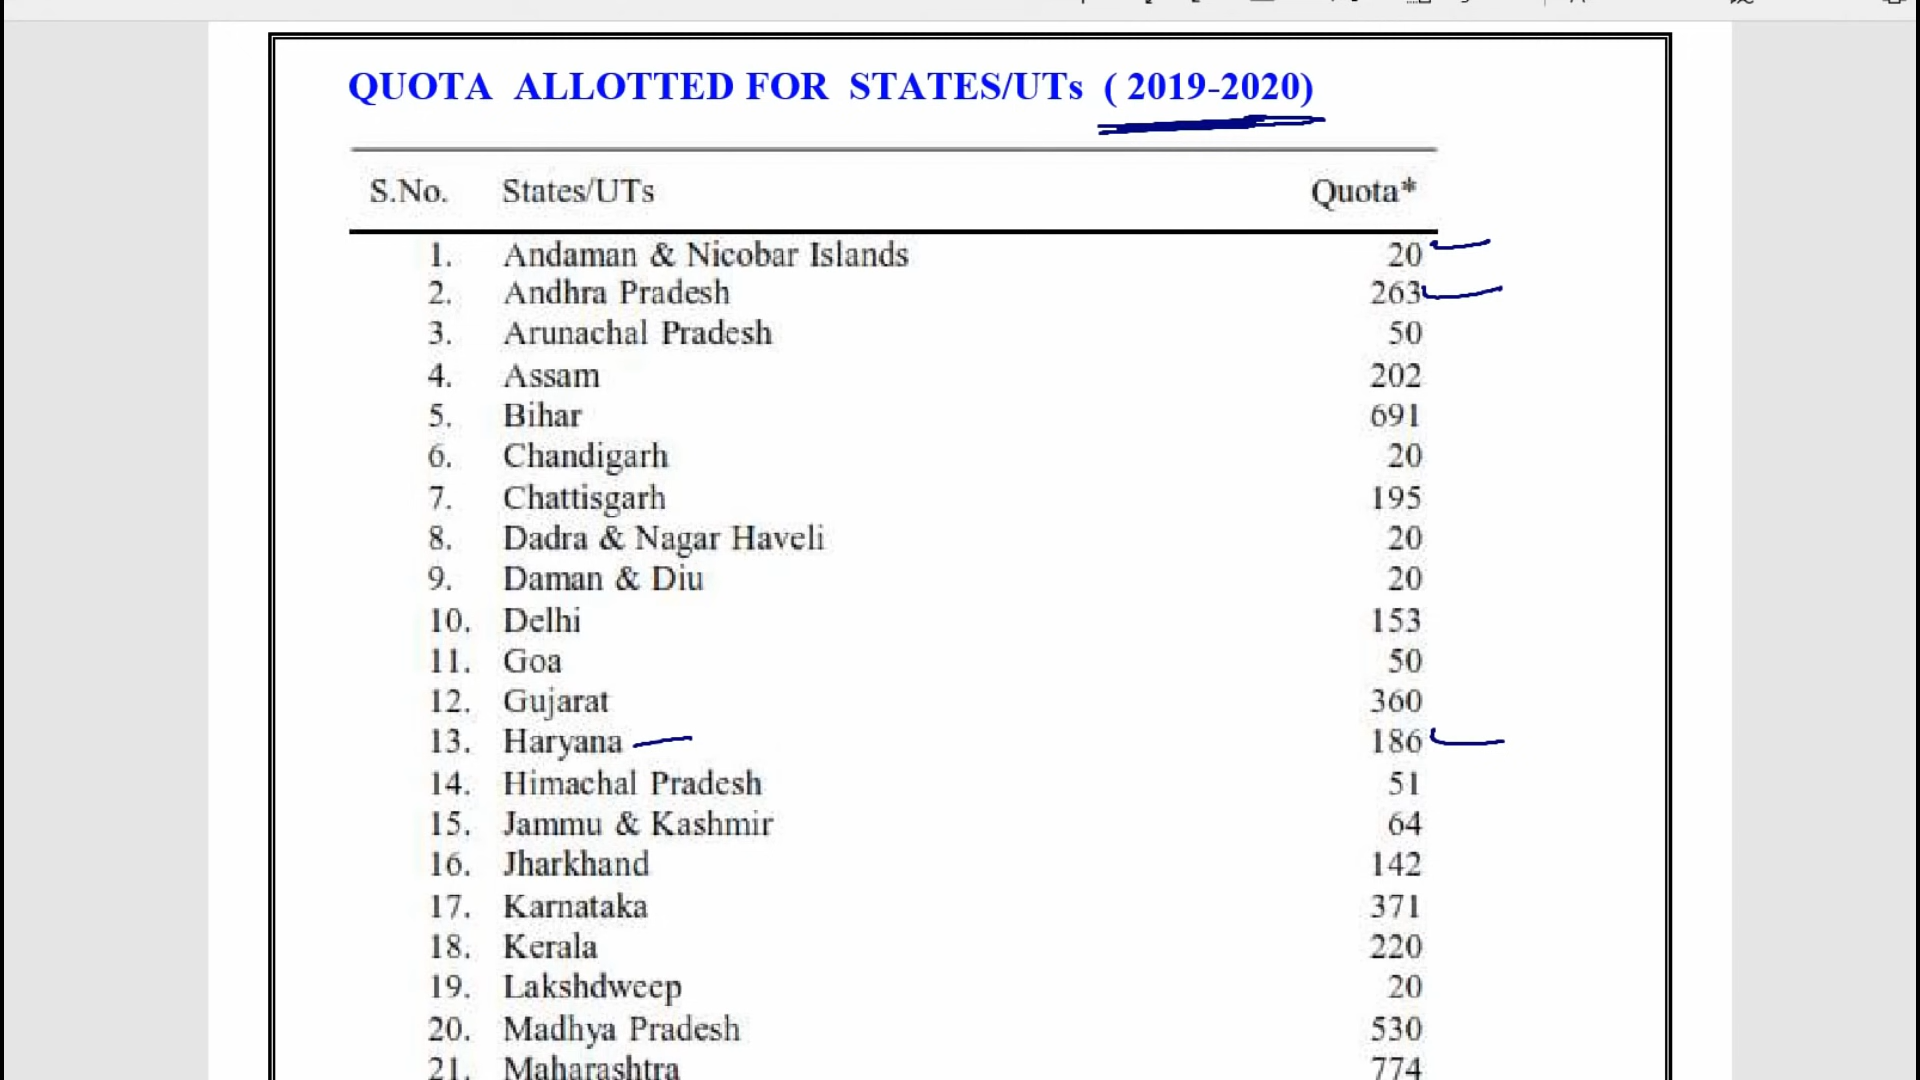 QUOTA ALLOTTED FOR STATES/UTs ( 2019-2020)
S.No. States/UTs Quota*
1. Andaman & Nicobar Islands 20
2. Andhra Pradesh 263
3. Arunachal Pradesh 50
4. Assam 202
5. Bihar 691
6. Chandigarh 20
7. Chattisgarh 195
8. Dadra & Nagar Haveli 20
9. Daman & Diu 20
10. Delhi 153
11. Goa 50
12. Gujarat 360
13. Haryana 186
14. Himachal Pradesh 51
15. Jammu & Kashmir 64
16. Jharkhand 142
17. Karnataka 371
18. Kerala 220
19. Lakshdweep 20
20. Madhya Pradesh 530
21. Maharashtra 774